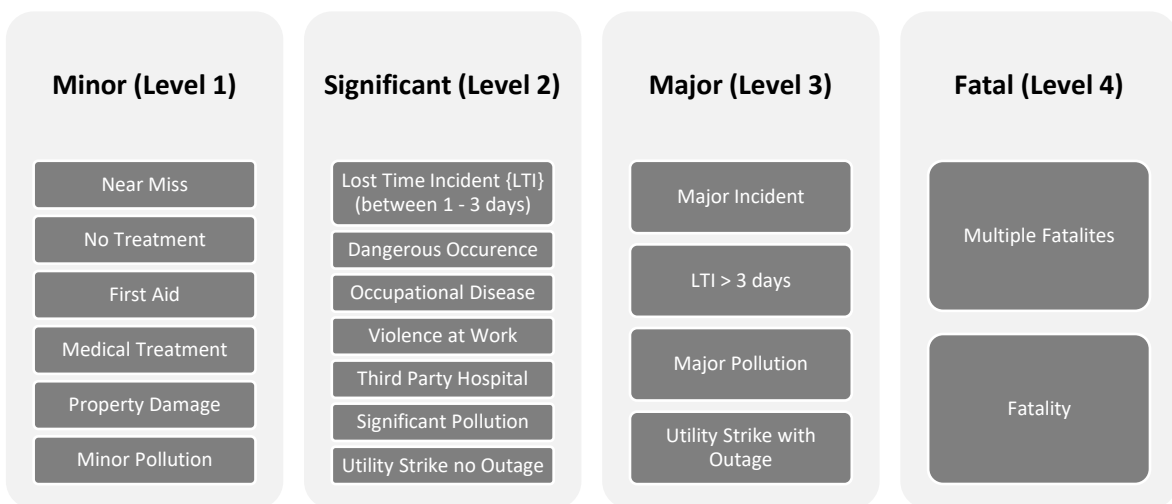 Minor (Level 1)
Near Miss
No Treatment
First Aid
Medical Treatment
Property Damage
Minor Pollution
Significant (Level 2)
Lost Time Incident {LTI}
(between 1 - 3 days)
Dangerous Occurence
Occupational Disease
Violence at Work
Third Party Hospital
Significant Pollution
Utility Strike no Outage
Major (Level 3)
Major Incident
LTI > 3 days
Major Pollution
Utility Strike with
Outage
Fatal (Level 4)
Multiple Fatalites
Fatality